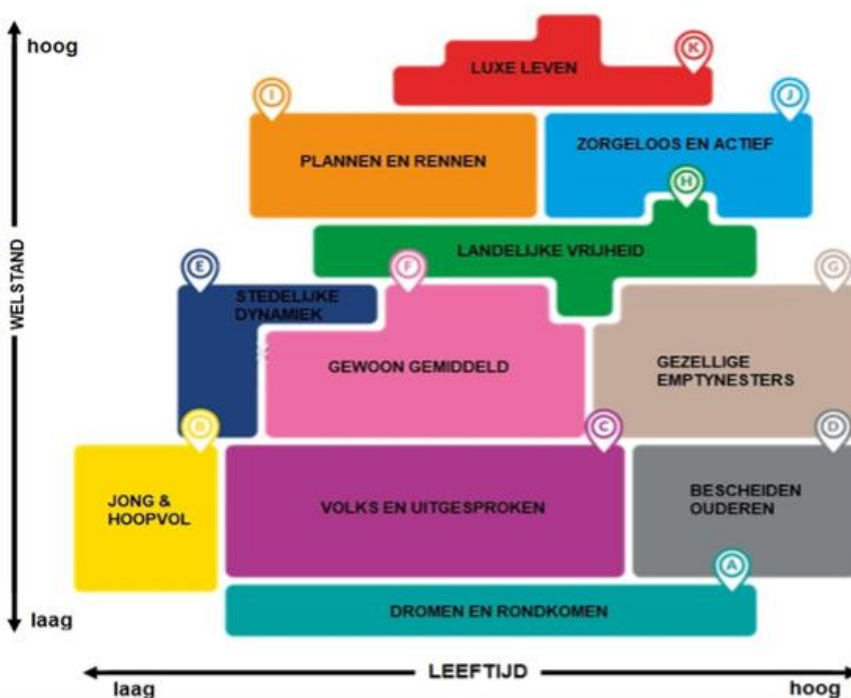 hoog
K
LUXE LEVEN
I
J
PLANNEN EN RENNEN
ZORGELOOS EN ACTIEF
H
LANDELIJKE VRIJHEID
WELSTAND
E
F
G
STEDELIJKE
DYNAMIEK
GEWOON GEMIDDELD
GEZELLIGE
EMPTYNESTERS
B
C
D
JONG &
HOOPVOL
VOLKS EN UITGESPROKEN
BESCHEIDEN
OUDEREN
A
DROMEN EN RONDKOMEN
laag
LEEFTIJD
laag
hoog